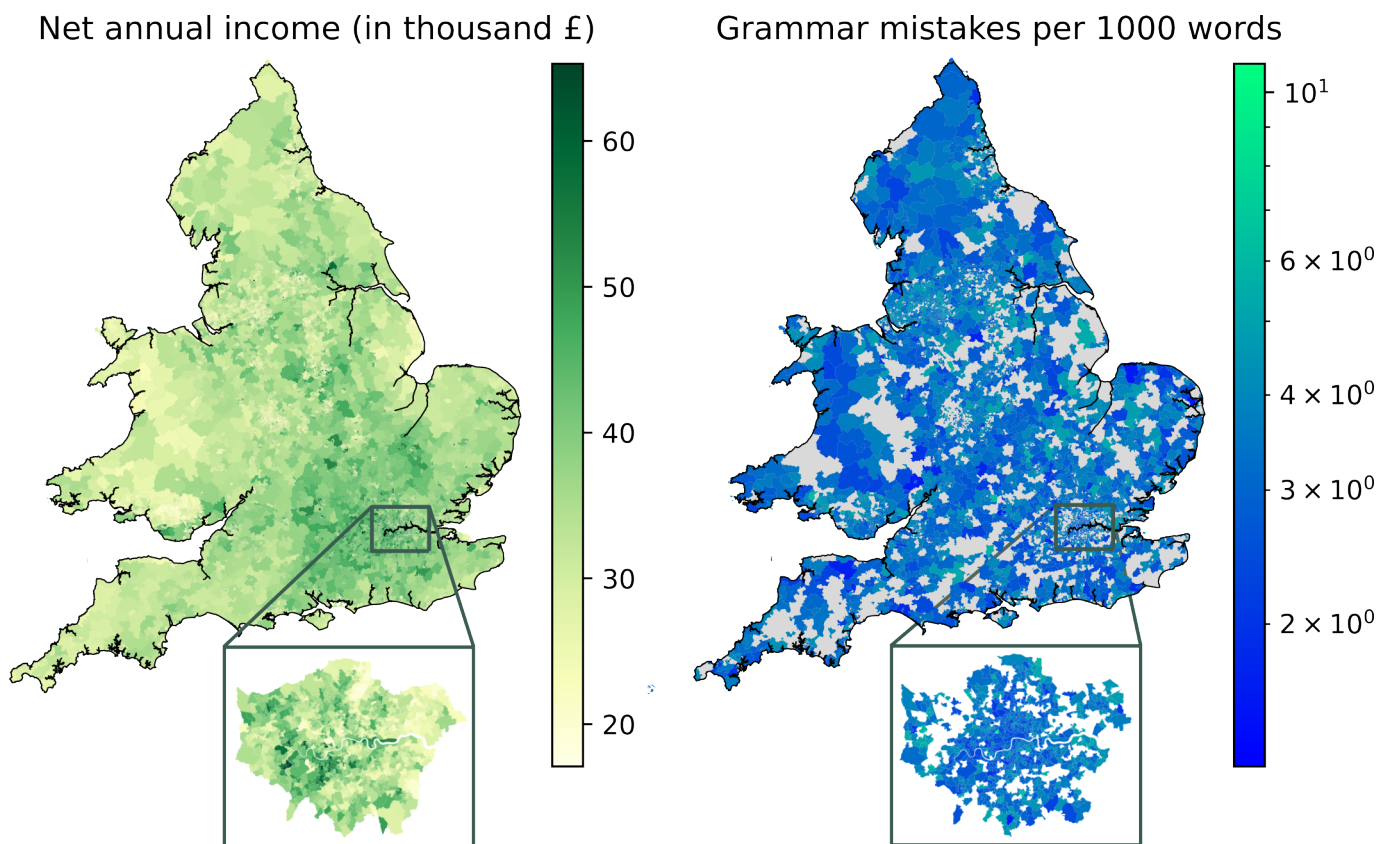 Net annual income (in thousand £)
60
50
40
30
20
Grammar mistakes per 1000 words
10¹
6 × 10⁰
4 × 10⁰
3 × 10⁰
2 × 10⁰